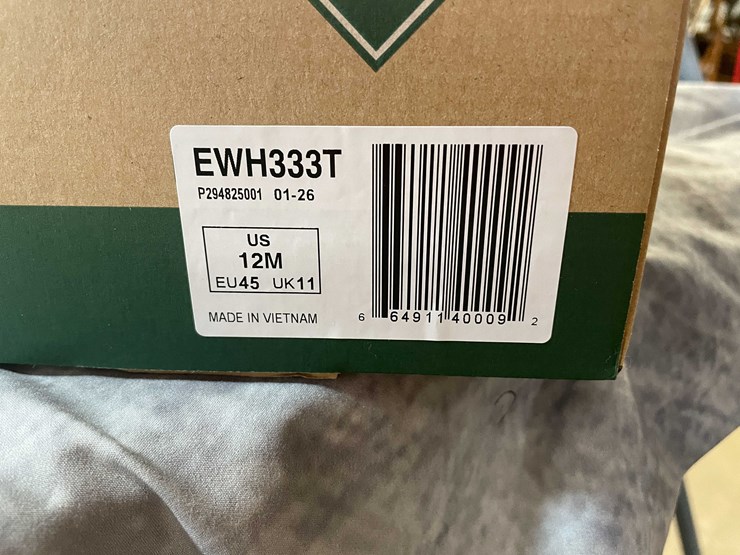 EWH333T
P294825001 01-26
US
12M
EU45 UK11
MADE IN VIETNAM
6 64911 40009 2